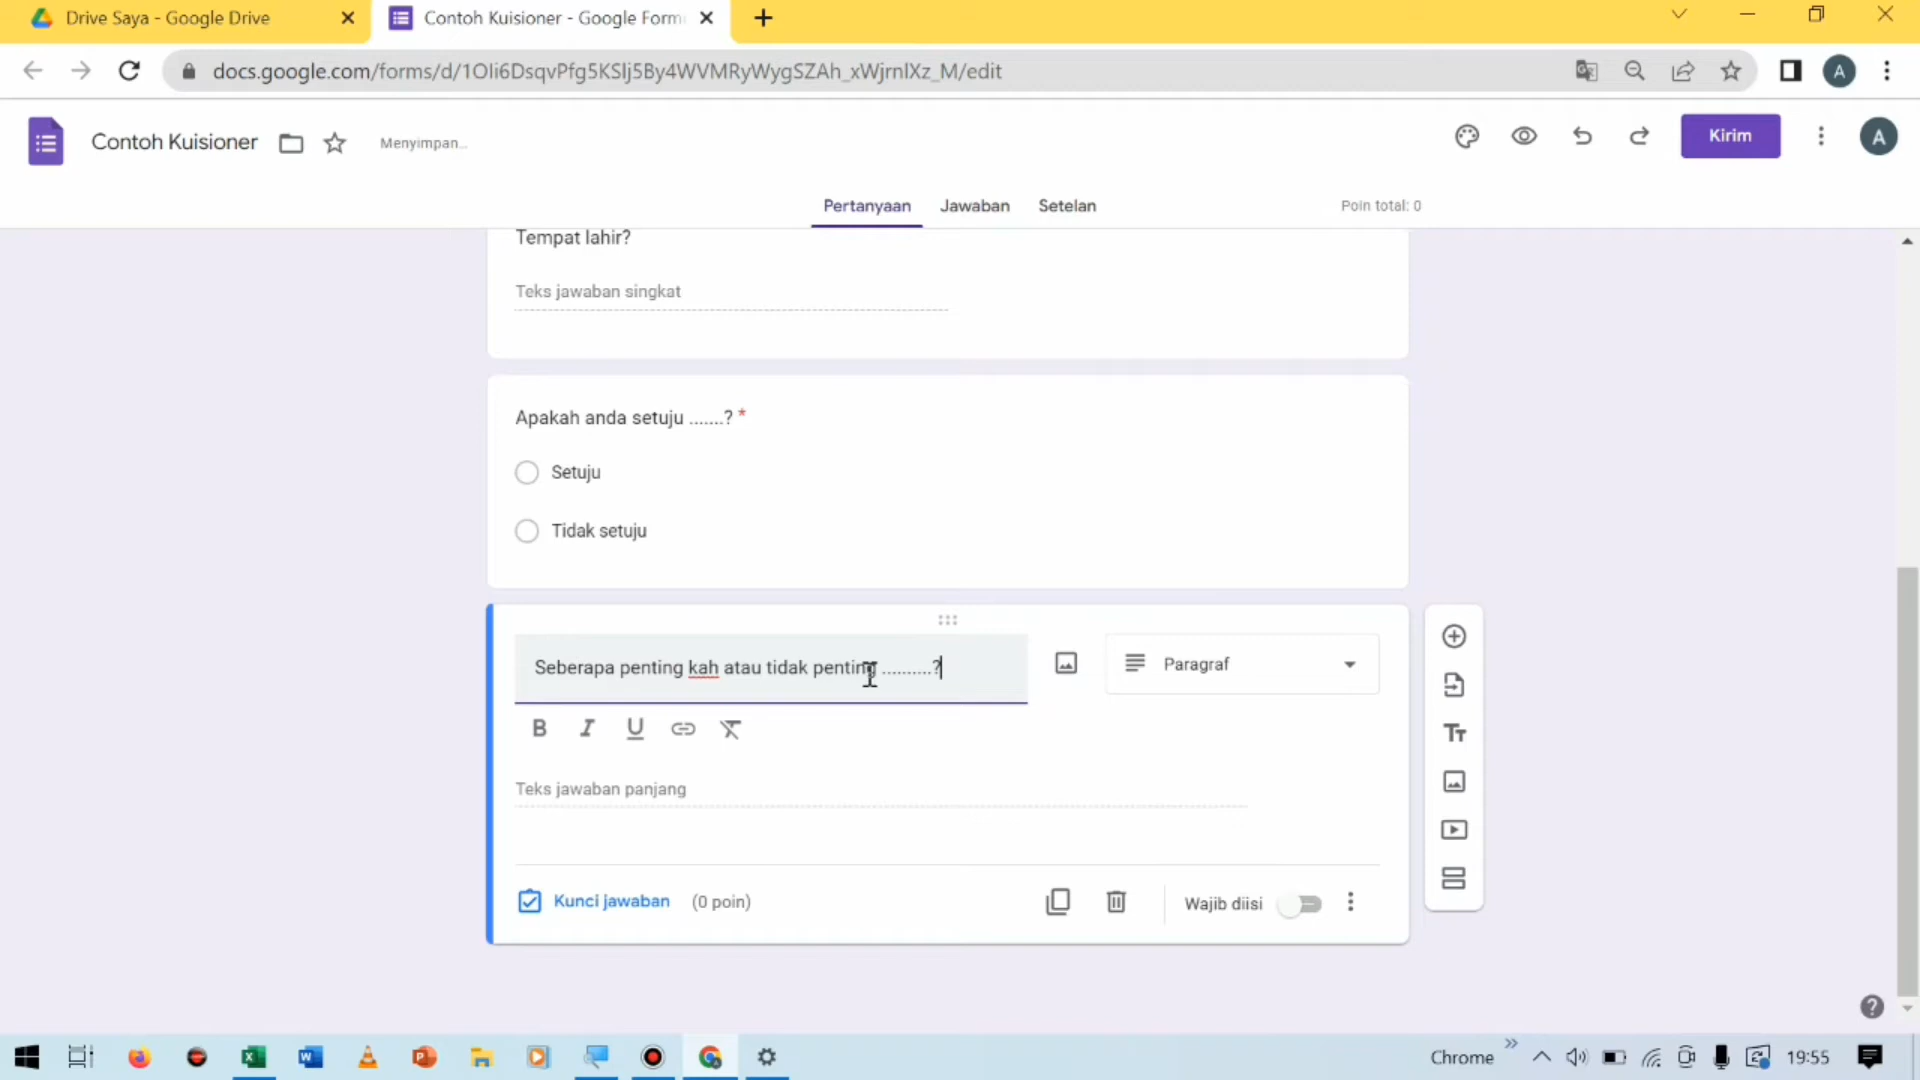 Drive Saya - Google Drive
Contoh Kuisioner - Google Form
docs.google.com/forms/d/1Oli6DsqvPfg5KSlj5By4WVMRyWygSZAh_xWjrnlXz_M/edit
A
Contoh Kuisioner
Menyimpan...
Kirim
A
Pertanyaan
Jawaban
Setelan
Poin total: 0
Tempat lahir?
Teks jawaban singkat
Apakah anda setuju .......? *
Setuju
Tidak setuju
Seberapa penting kah atau tidak penting ..........?
Paragraf
B I U
Tт
Teks jawaban panjang
Kunci jawaban (0 poin)
Wajib diisi
Chrome
19:55